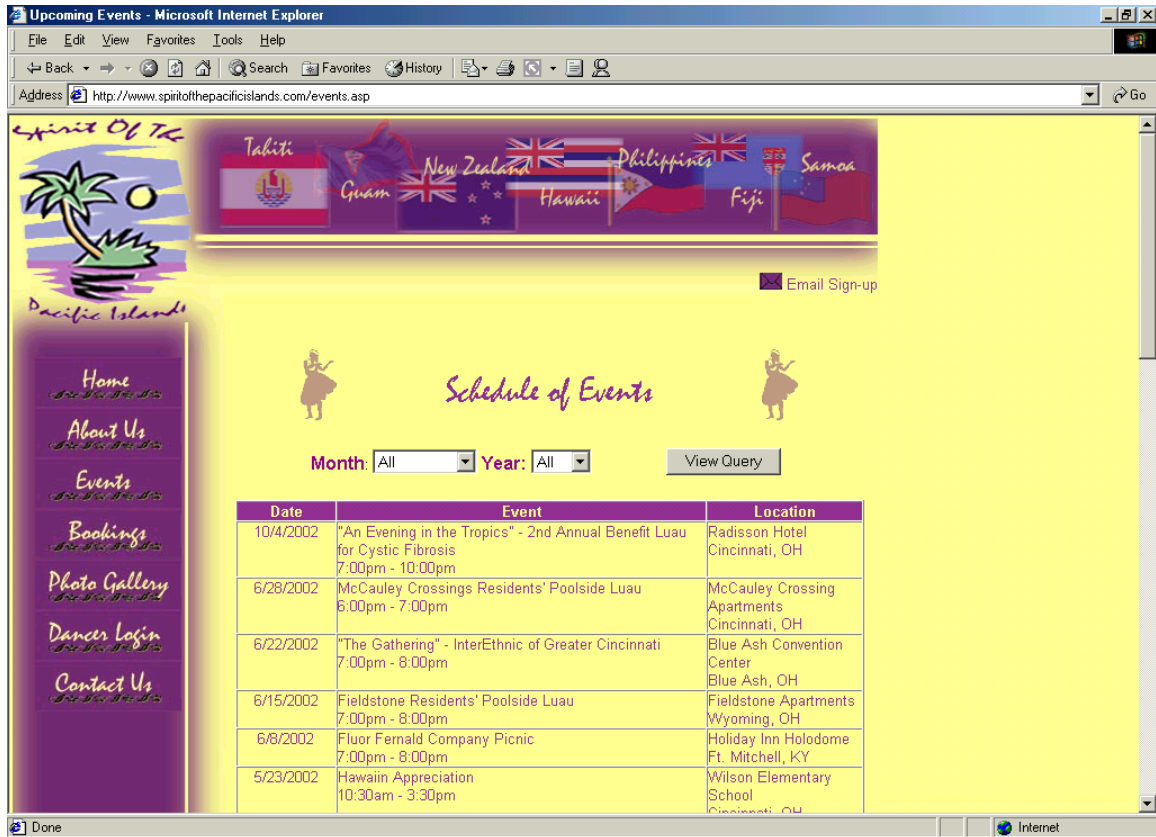 Upcoming Events - Microsoft Internet Explorer
File Edit View Favorites Tools Help
Back Search Favorites History
Address http://www.spiritofthepacificislands.com/events.asp Go
Spirit Of The
Pacific Islands
Tahiti Guam New Zealand Hawaii Philippines Fiji Samoa
Email Sign-up
Home
About Us
Events
Bookings
Photo Gallery
Dancer Login
Contact Us
Schedule of Events
Month: All Year: All View Query
Date Event Location
10/4/2002 "An Evening in the Tropics" - 2nd Annual Benefit Luau Radisson Hotel
for Cystic Fibrosis Cincinnati, OH
7:00pm - 10:00pm
6/28/2002 McCauley Crossings Residents' Poolside Luau McCauley Crossing
6:00pm - 7:00pm Apartments
Cincinnati, OH
6/22/2002 "The Gathering" - InterEthnic of Greater Cincinnati Blue Ash Convention
7:00pm - 8:00pm Center
Blue Ash, OH
6/15/2002 Fieldstone Residents' Poolside Luau Fieldstone Apartments
7:00pm - 8:00pm Wyoming, OH
6/8/2002 Fluor Fernald Company Picnic Holiday Inn Holodome
7:00pm - 8:00pm Ft. Mitchell, KY
5/23/2002 Hawaiin Appreciation Wilson Elementary
10:30am - 3:30pm School
Cincinnati, OH
Done Internet